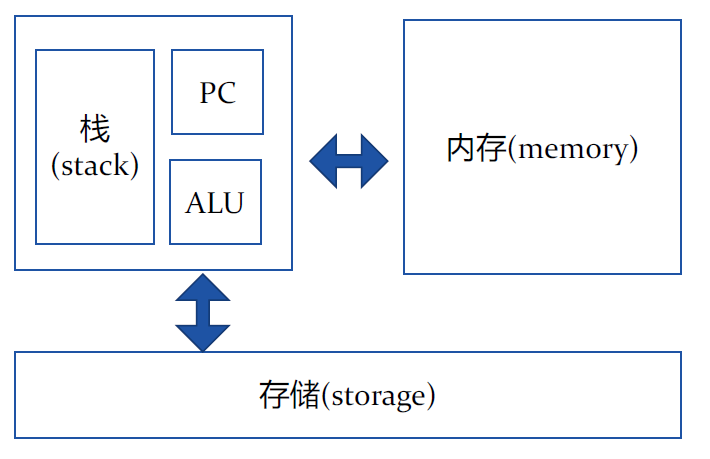 栈
(stack)
PC
ALU
内存(memory)
存储(storage)